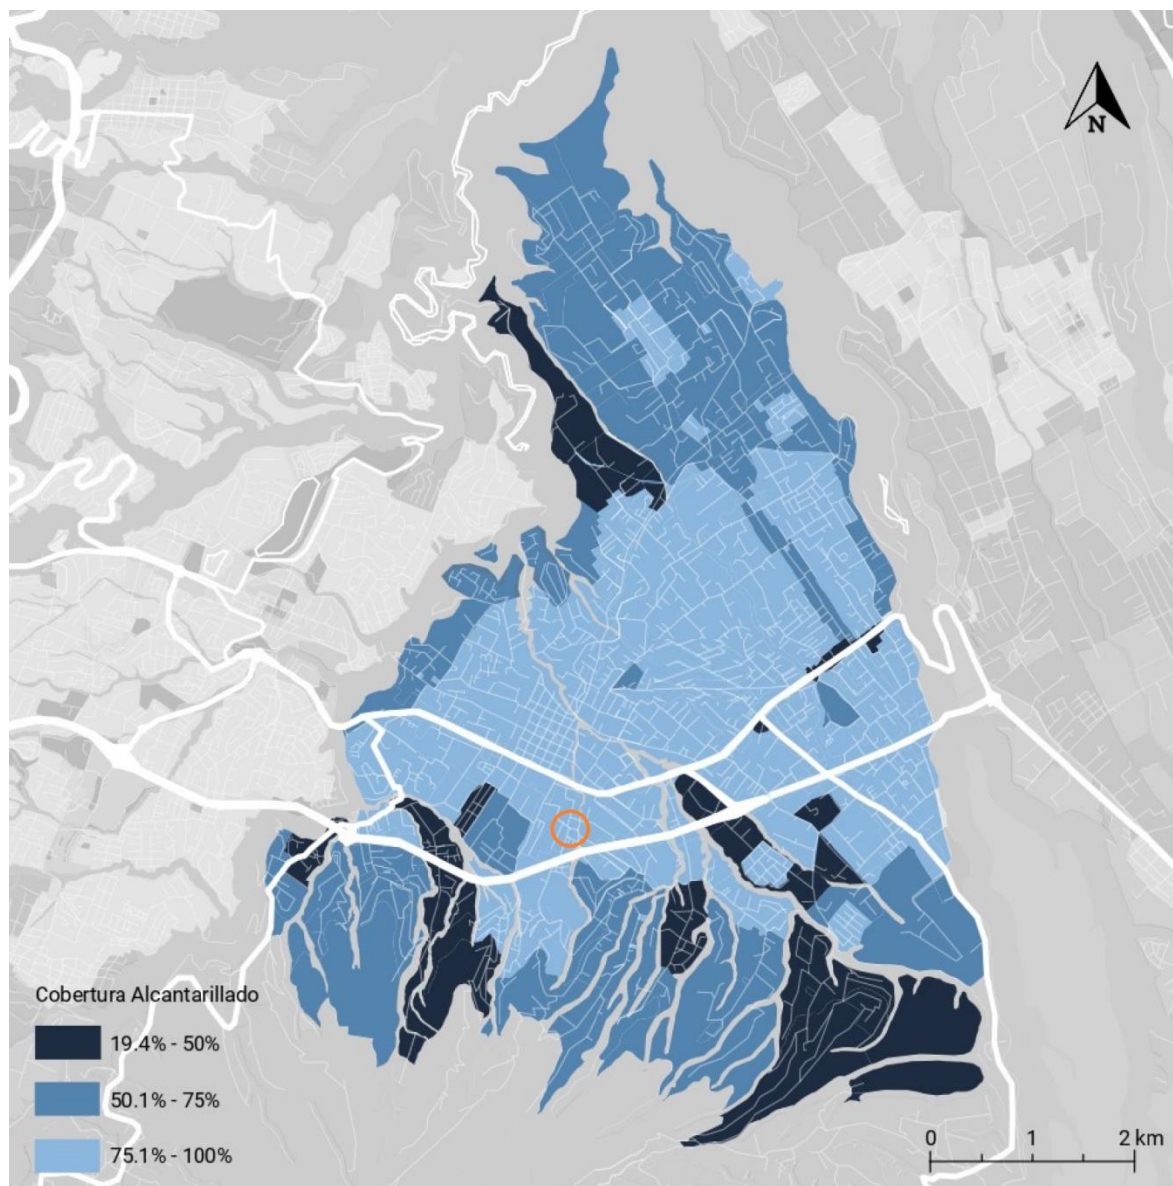 N
Cobertura Alcantarillado
19.4% - 50%
50.1% - 75%
75.1% - 100%
0 1 2 km